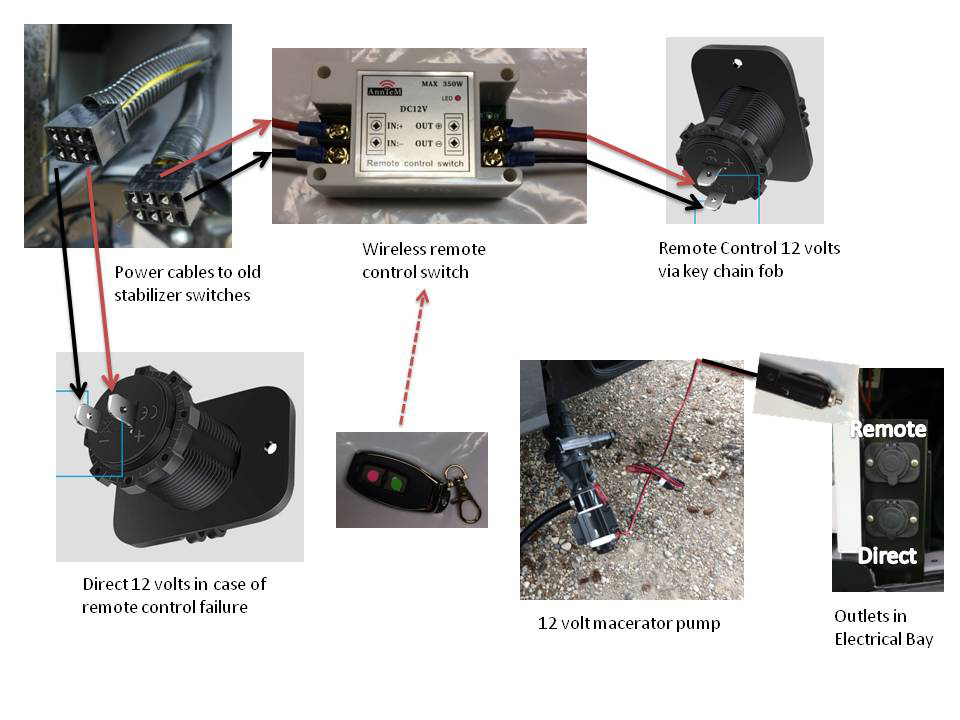 AnnTeM
MAX 350W
LED
DC12V
IN:+ OUT ⊕
IN:− OUT ⊖
Remote control switch
Power cables to old
stabilizer switches
Wireless remote
control switch
Remote Control 12 volts
via key chain fob
Direct 12 volts in case of
remote control failure
12 volt macerator pump
Remote
Direct
Outlets in
Electrical Bay